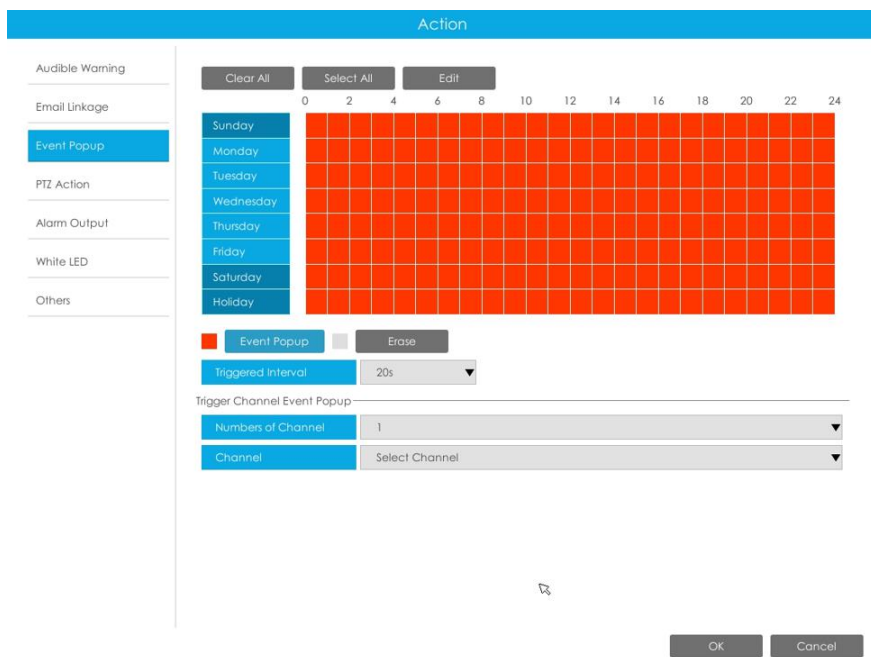 Action
Audible Warning
Email Linkage
Event Popup
PTZ Action
Alarm Output
White LED
Others
Clear All Select All Edit
0 2 4 6 8 10 12 14 16 18 20 22 24
Sunday
Monday
Tuesday
Wednesday
Thursday
Friday
Saturday
Holiday
Event Popup Erase
Triggered Interval 20s
Trigger Channel Event Popup
Numbers of Channel 1
Channel Select Channel
OK Cancel